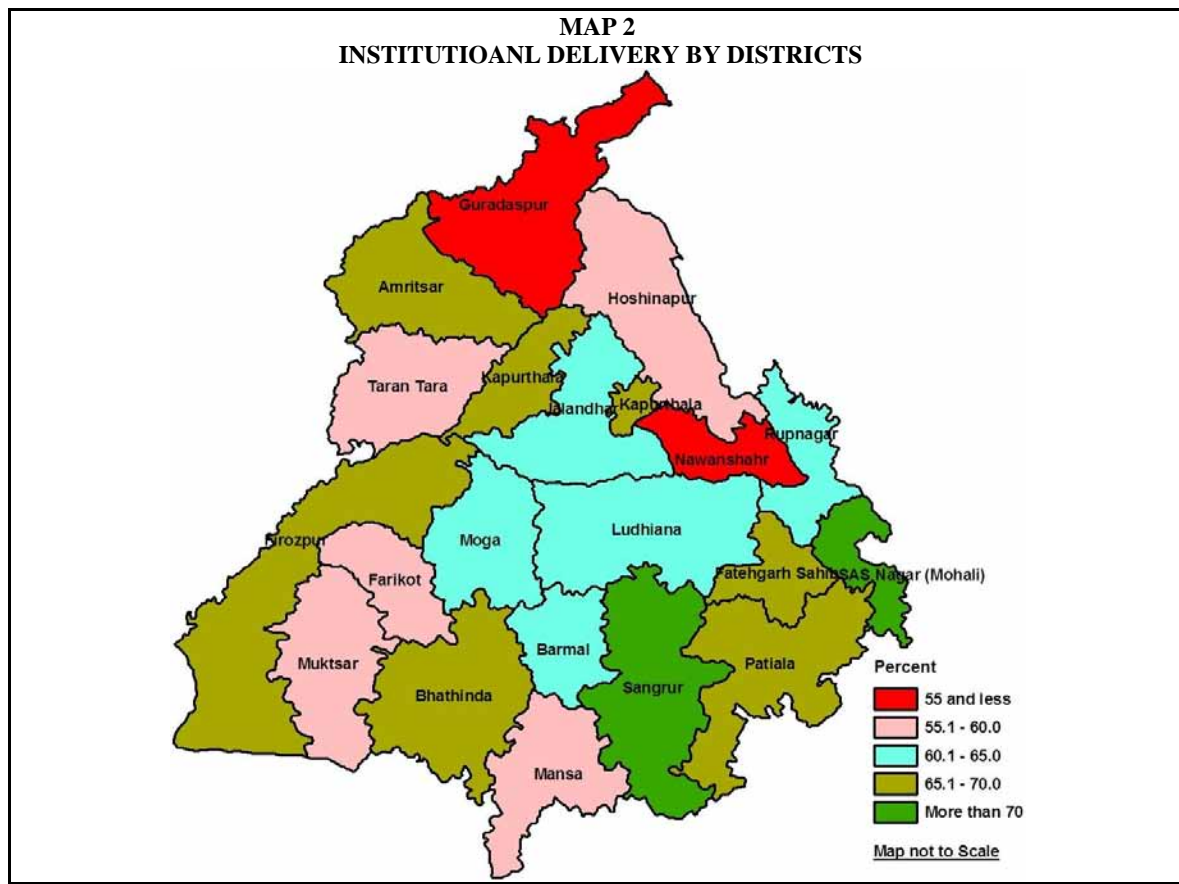 MAP 2
INSTITUTIOANL DELIVERY BY DISTRICTS
Guradaspur
Amritsar
Hoshinapur
Taran Tara
Kapurthala
Jalandhar
Kapurthala
Rupnagar
Nawanshahr
Firozpur
Moga
Ludhiana
Farikot
Fatehgarh Sahib
SAS Nagar (Mohali)
Muktsar
Barmal
Patiala
Bhathinda
Sangrur
Mansa
Percent
55 and less
55.1 - 60.0
60.1 - 65.0
65.1 - 70.0
More than 70
Map not to Scale